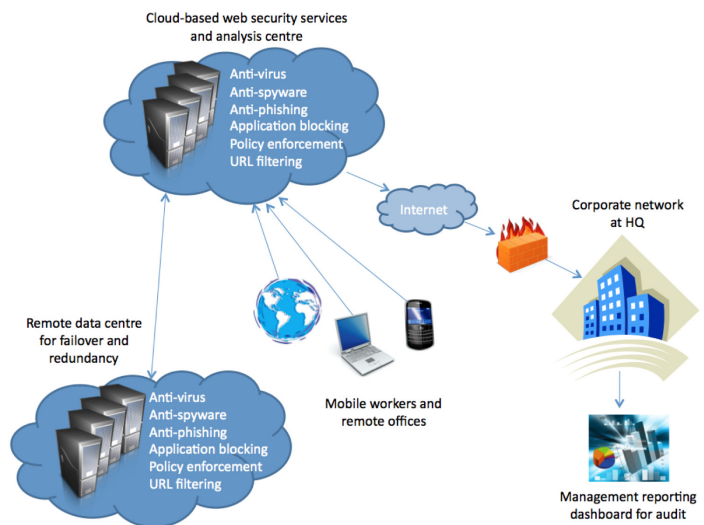 Cloud-based web security services
and analysis centre
Anti-virus
Anti-spyware
Anti-phishing
Application blocking
Policy enforcement
URL filtering
Internet
Corporate network
at HQ
Remote data centre
for failover and
redundancy
Mobile workers and
remote offices
Anti-virus
Anti-spyware
Anti-phishing
Application blocking
Policy enforcement
URL filtering
Management reporting
dashboard for audit